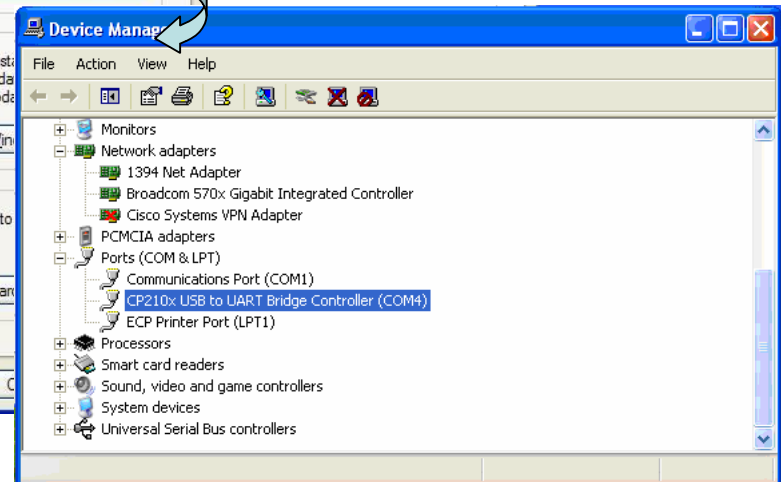 Device Manag
File Action View Help
Monitors
Network adapters
1394 Net Adapter
Broadcom 570x Gigabit Integrated Controller
Cisco Systems VPN Adapter
PCMCIA adapters
Ports (COM & LPT)
Communications Port (COM1)
CP210x USB to UART Bridge Controller (COM4)
ECP Printer Port (LPT1)
Processors
Smart card readers
Sound, video and game controllers
System devices
Universal Serial Bus controllers